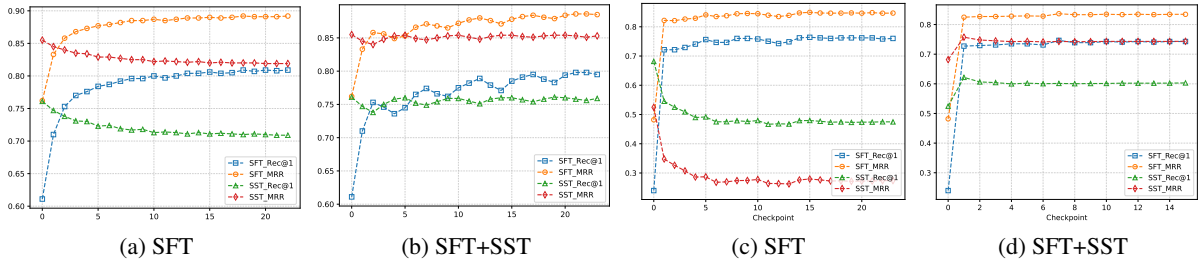 0.90
0.85
0.80
0.75
0.70
0.65
0.60
0
5
10
15
20
SFT_Rec@1
SFT_MRR
SST_Rec@1
SST_MRR
(a) SFT
0.90
0.85
0.80
0.75
0.70
0.65
0.60
0
5
10
15
20
SFT_Rec@1
SFT_MRR
SST_Rec@1
SST_MRR
(b) SFT+SST
0.8
0.7
0.6
0.5
0.4
0.3
0
5
10
15
20
Checkpoint
SFT_Rec@1
SFT_MRR
SST_Rec@1
SST_MRR
(c) SFT
0.9
0.8
0.7
0.6
0.5
0.4
0.3
0
2
4
6
8
10
12
14
Checkpoint
SFT_Rec@1
SFT_MRR
SST_Rec@1
SST_MRR
(d) SFT+SST